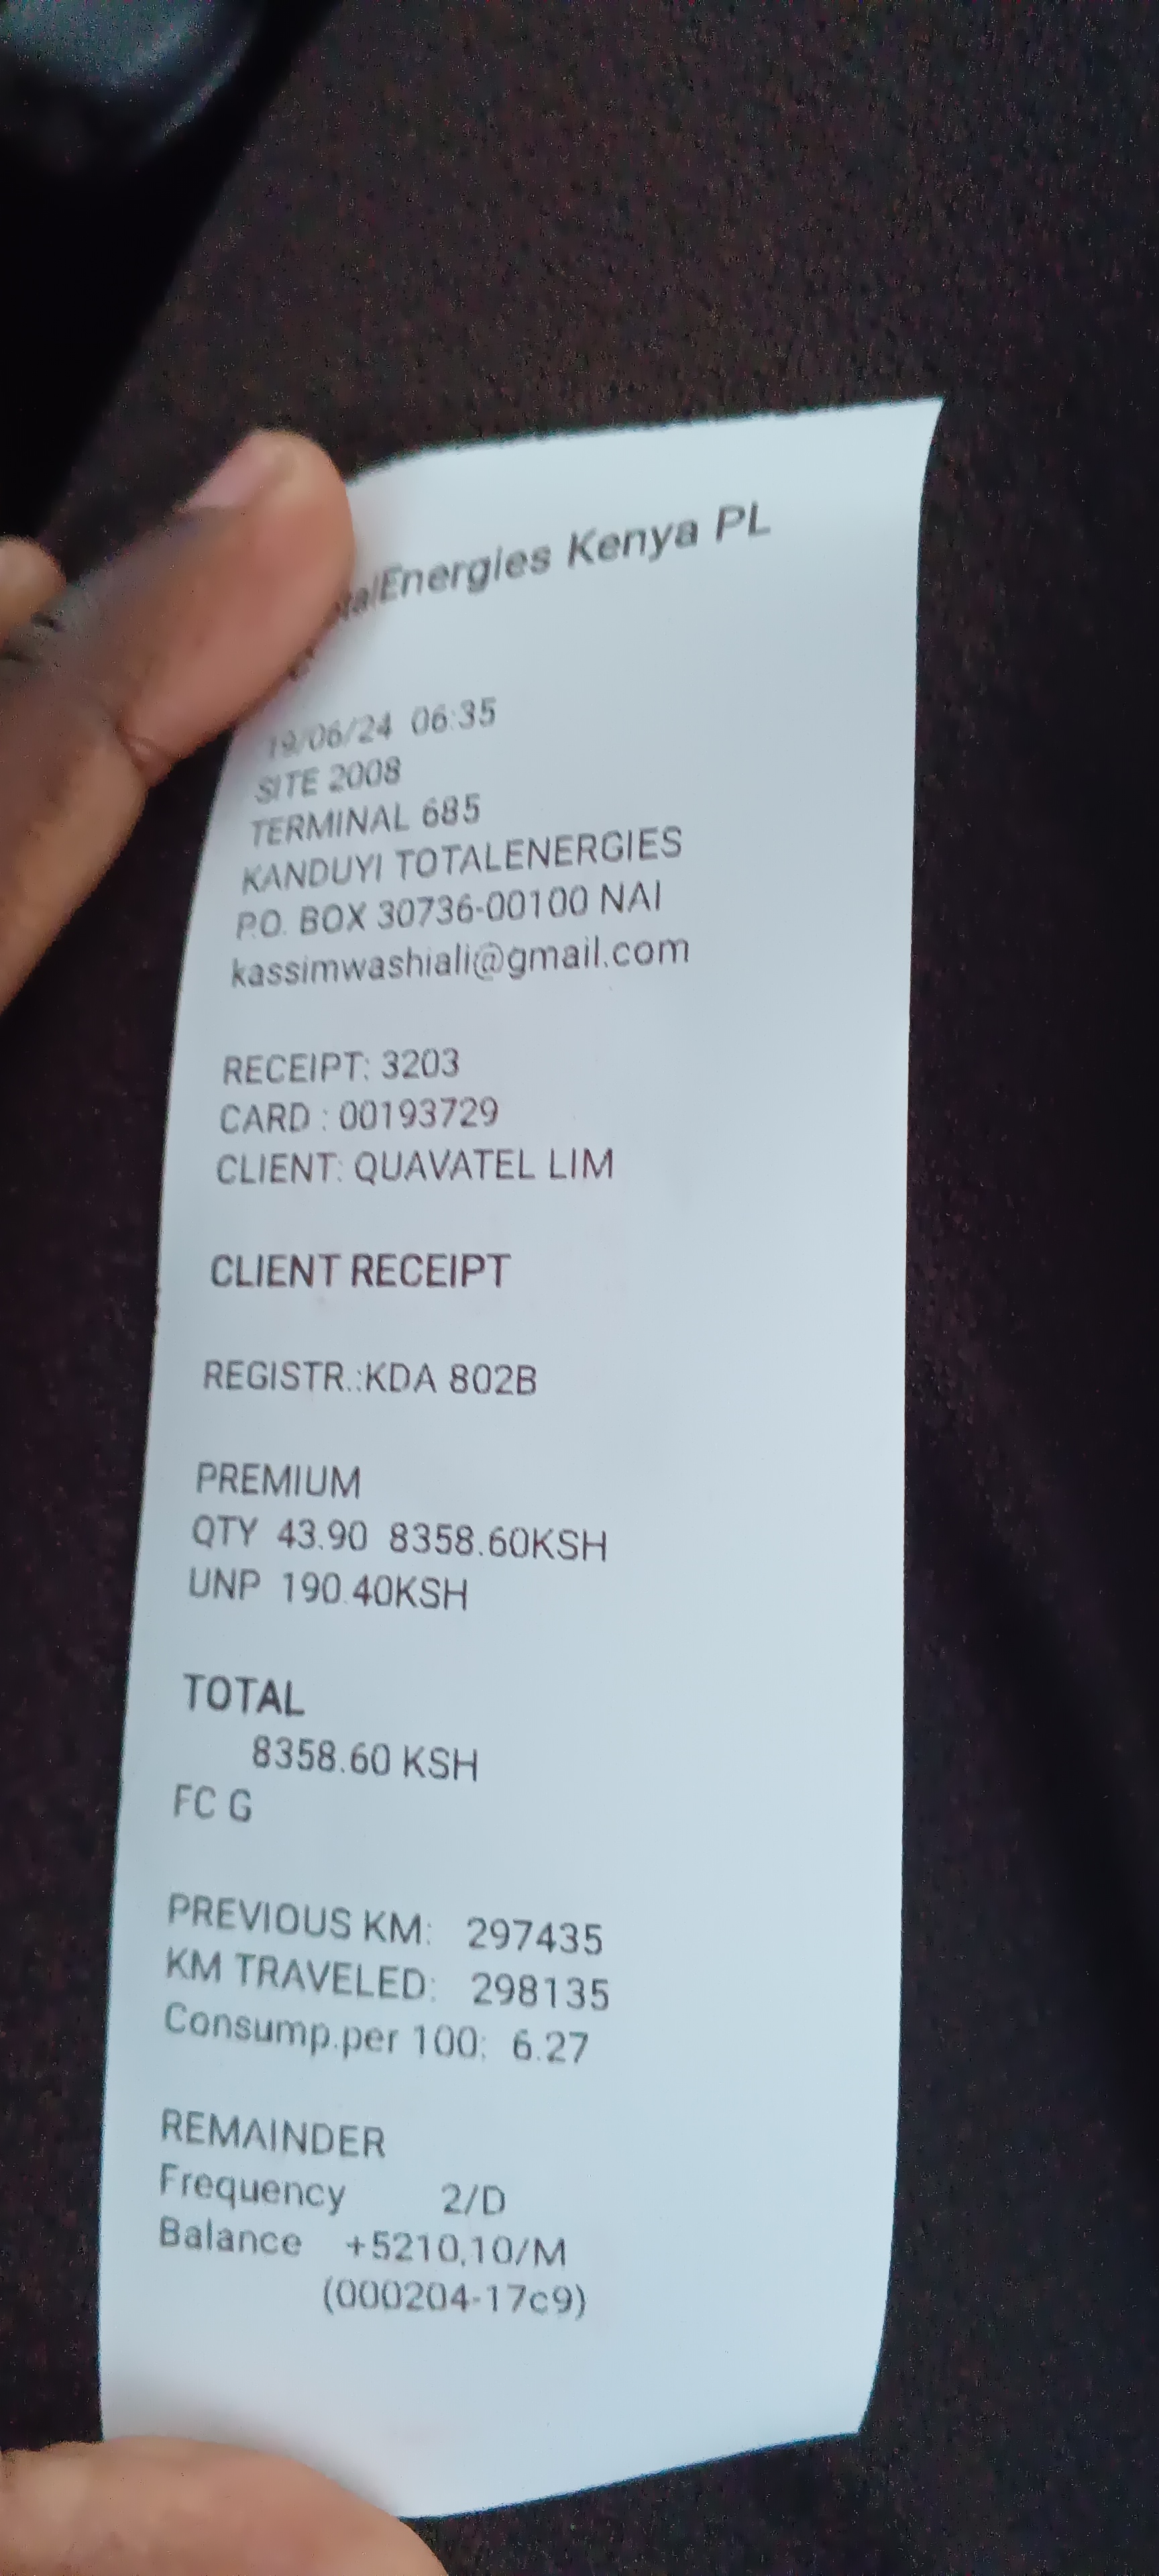 talEnergies Kenya PL
19/06/24 06:35
SITE 2008
TERMINAL 685
KANDUYI TOTALENERGIES
P.O. BOX 30736-00100 NAI
kassimwashiali@gmail.com
RECEIPT: 3203
CARD : 00193729
CLIENT: QUAVATEL LIM
CLIENT RECEIPT
REGISTR.:KDA 802B
PREMIUM
QTY 43.90 8358.60KSH
UNP 190.40KSH
TOTAL
8358.60 KSH
FC G
PREVIOUS KM: 297435
KM TRAVELED: 298135
Consump.per 100: 6.27
REMAINDER
Frequency 2/D
Balance +5210,10/M
(000204-17c9)